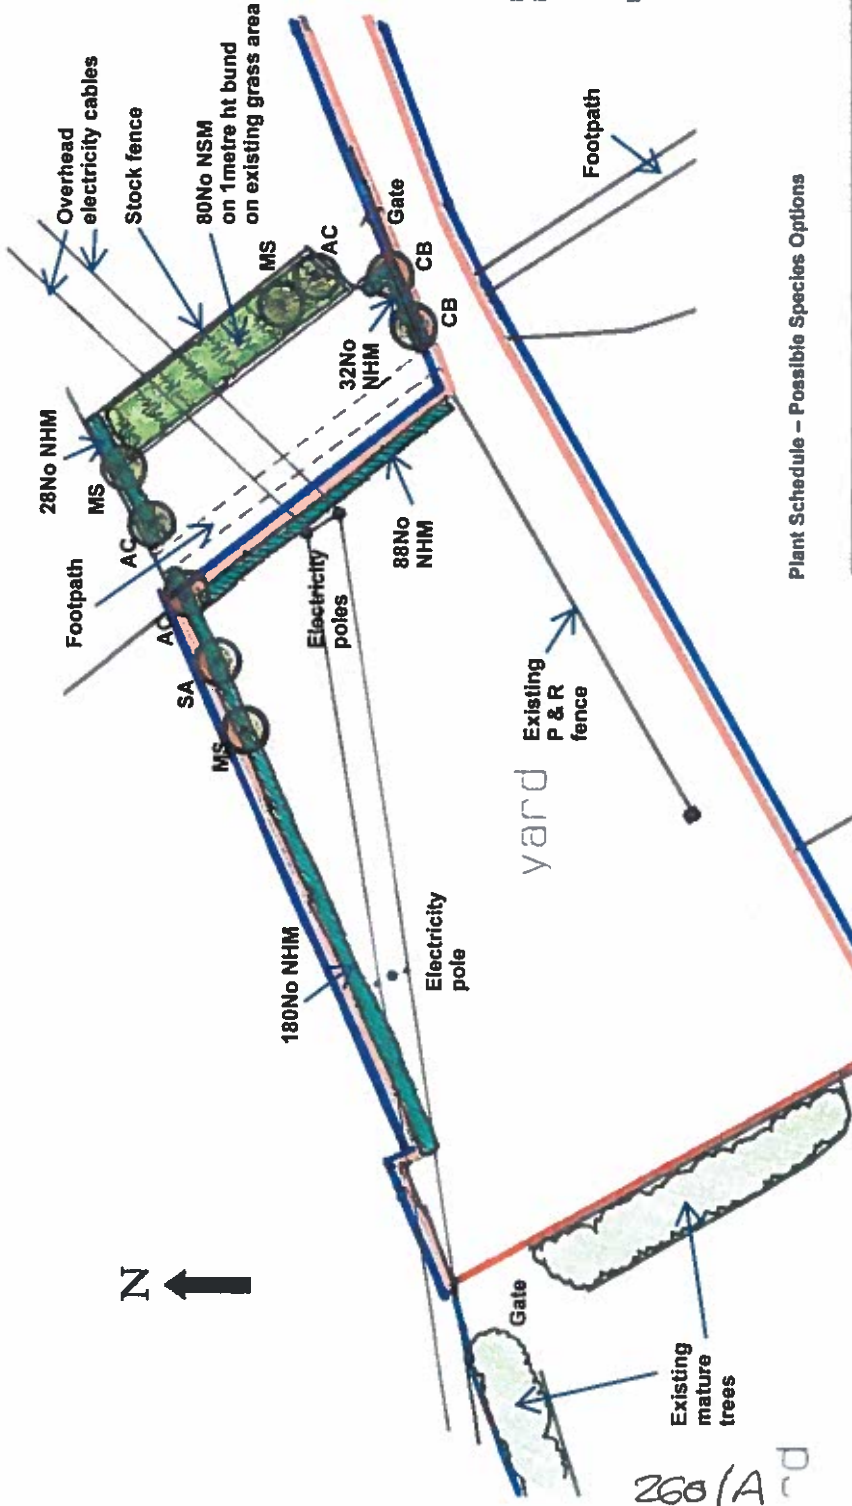 N
Gate
Existing
mature
trees
260/A
rd
180No NHM
Electricity
pole
yard
Existing
P & R
fence
MS
SA
AC
Footpath
Electricity
poles
88No
NHM
AC
MS
28No NHM
32No
NHM
CB
CB
Gate
AC
MS
80No NSM
on 1metre ht bund
on existing grass area
Stock fence
Overhead
electricity cables
Footpath
Plant Schedule – Possible Species Options